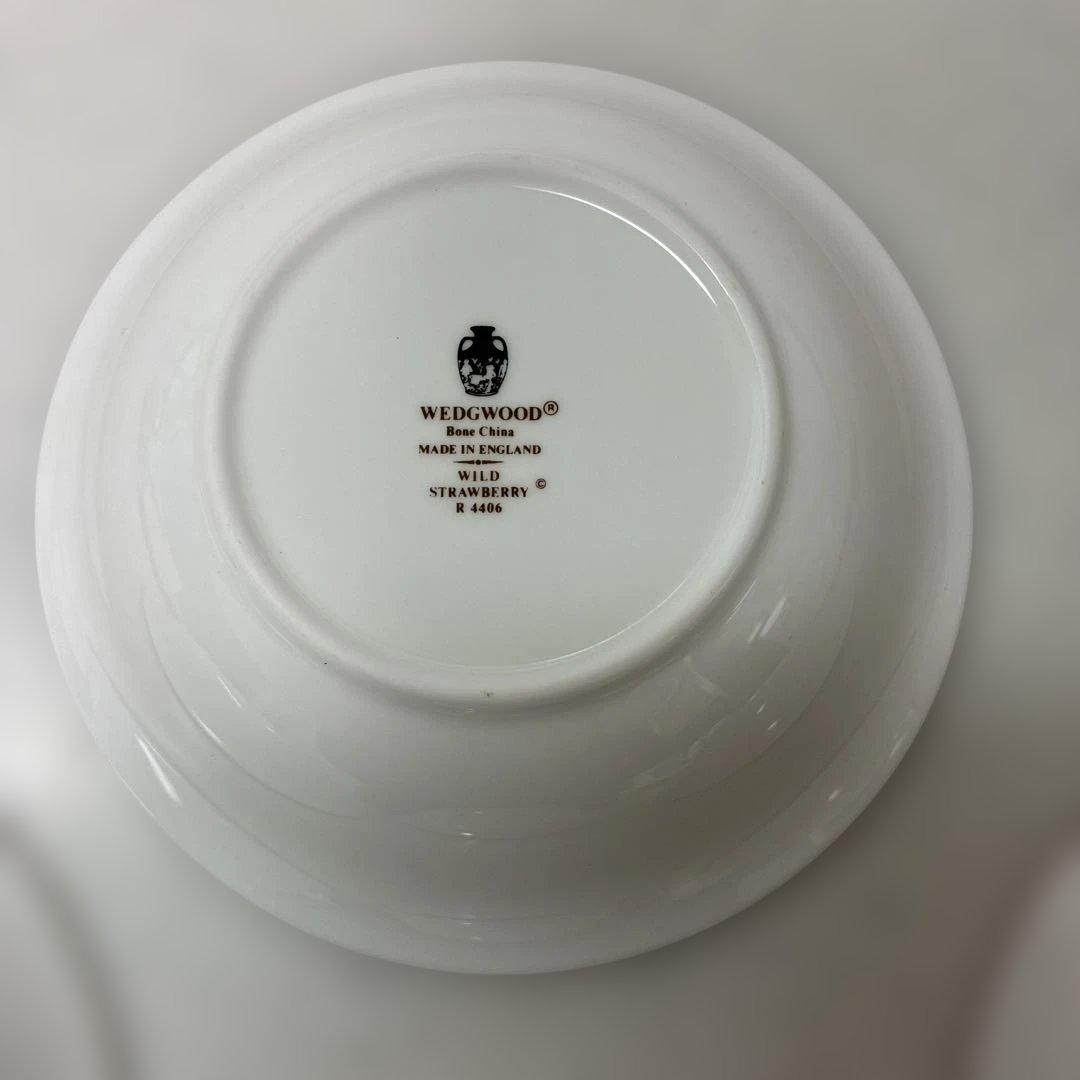 WEDGWOOD®
Bone China
MADE IN ENGLAND
WILD
STRAWBERRY ©
R 4406